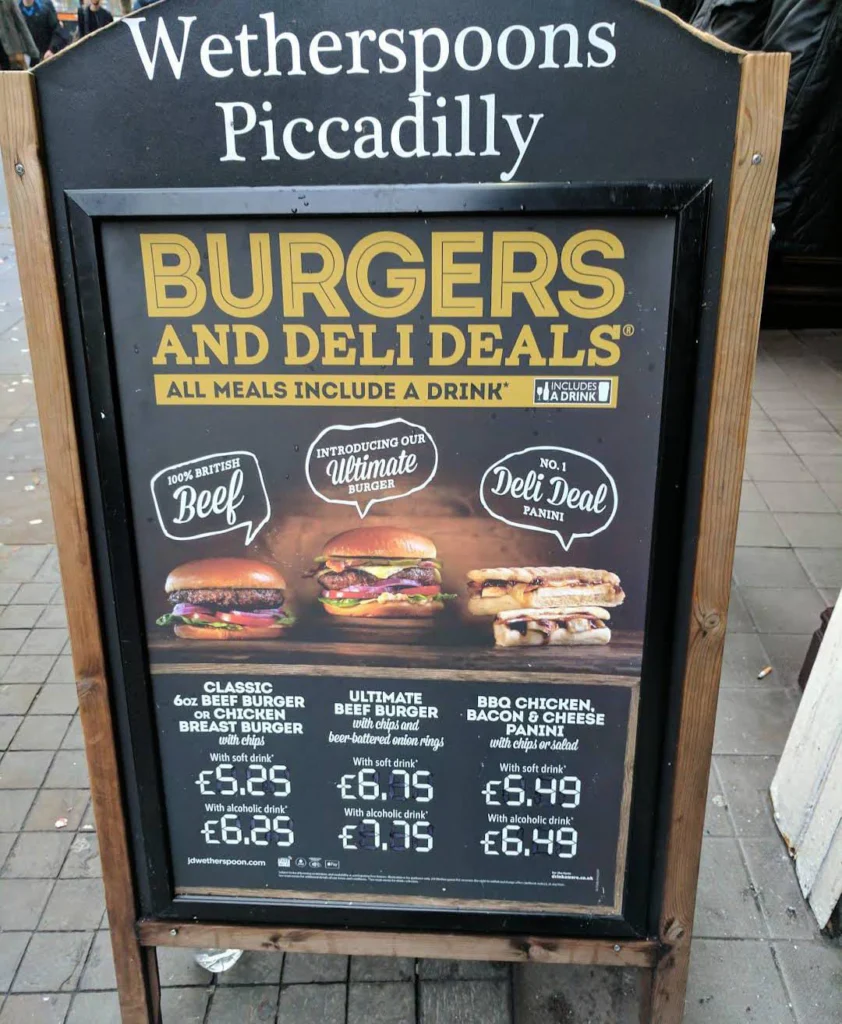 Wetherspoons
Piccadilly
BURGERS
AND DELI DEALS®
ALL MEALS INCLUDE A DRINK*
INCLUDES
A DRINK
100% BRITISH
Beef
INTRODUCING OUR
Ultimate
BURGER
NO. 1
Deli Deal
PANINI
CLASSIC
6oz BEEF BURGER
OR CHICKEN
BREAST BURGER
with chips
With soft drink*
£5.25
With alcoholic drink*
£6.25
ULTIMATE
BEEF BURGER
with chips and
beer-battered onion rings
With soft drink*
£6.75
With alcoholic drink*
£7.75
BBQ CHICKEN,
BACON & CHEESE
PANINI
with chips or salad
With soft drink*
£5.49
With alcoholic drink*
£6.49
jdwetherspoon.com
drinkaware.co.uk